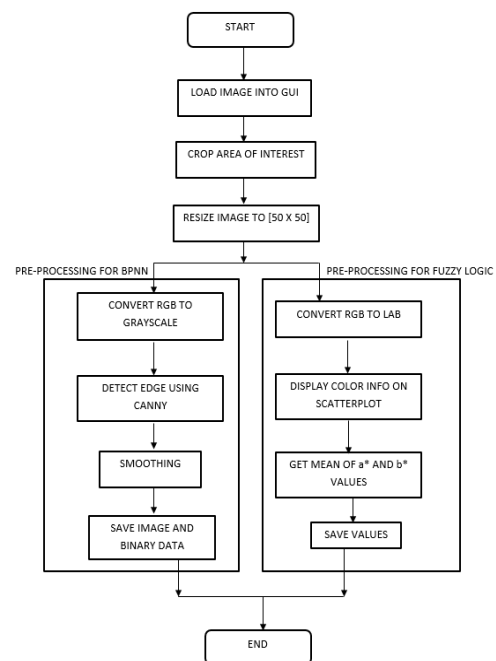 START
LOAD IMAGE INTO GUI
CROP AREA OF INTEREST
RESIZE IMAGE TO [50 X 50]
PRE-PROCESSING FOR BPNN
CONVERT RGB TO
GRAYSCALE
DETECT EDGE USING
CANNY
SMOOTHING
SAVE IMAGE AND
BINARY DATA
PRE-PROCESSING FOR FUZZY LOGIC
CONVERT RGB TO LAB
DISPLAY COLOR INFO ON
SCATTERPLOT
GET MEAN OF a* AND b*
VALUES
SAVE VALUES
END